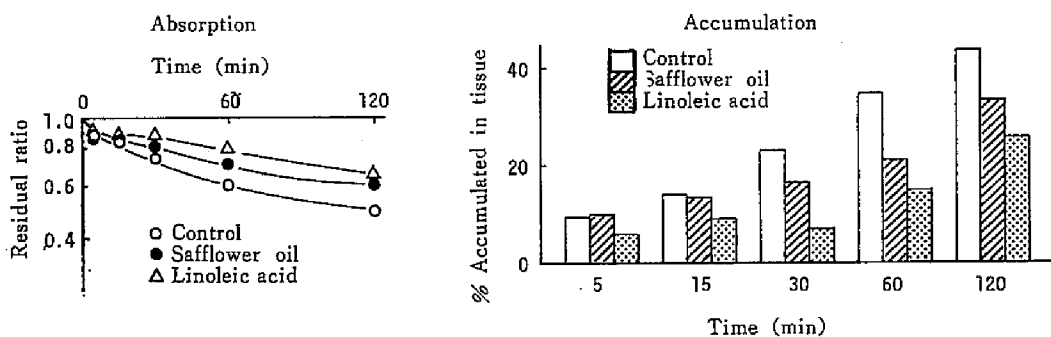 Absorption
Time (min)
0 60 120
1.0
0.8
0.6
0.4
Residual ratio
Control
Safflower oil
Linoleic acid
Accumulation
Control
Safflower oil
Linoleic acid
40
20
0
% Accumulated in tissue
5 15 30 60 120
Time (min)